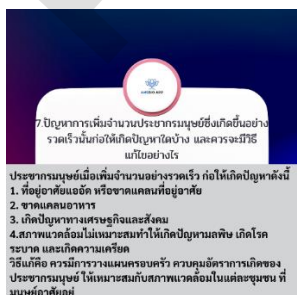 7.ปัญหาการเพิ่มจำนวนประชากรมนุษย์ซึ่งเกิดขึ้นอย่าง
รวดเร็วนั้นก่อให้เกิดปัญหาใดบ้าง และควรจะมีวิธี
แก้ไขอย่างไร
ประชากรมนุษย์เมื่อเพิ่มจำนวนอย่างรวดเร็ว ก่อให้เกิดปัญหาดังนี้
1. ที่อยู่อาศัยแออัด หรือขาดแคลนที่อยู่อาศัย
2. ขาดแคลนอาหาร
3. เกิดปัญหาทางเศรษฐกิจและสังคม
4.สภาพแวดล้อมไม่เหมาะสมทำให้เกิดปัญหามลพิษ เกิดโรค
ระบาด และเกิดความเครียด
วิธีแก้คือ ควรมีการวางแผนครอบครัว ควบคุมอัตราการเกิดของ
ประชากรมนุษย์ ให้เหมาะสมกับสภาพแวดล้อมในแต่ละชุมชน ที่
มนุษย์อาศัยอยู่